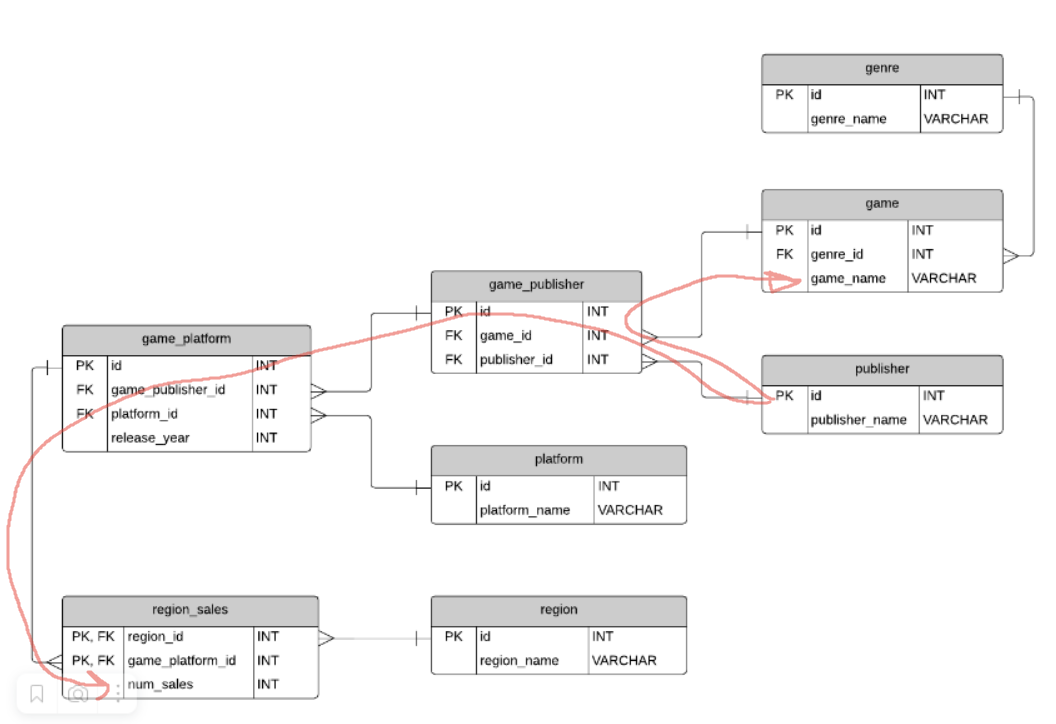 genre
PK id INT
genre_name VARCHAR
game
PK id INT
FK genre_id INT
game_name VARCHAR
game_publisher
PK id INT
FK game_id INT
FK publisher_id INT
game_platform
PK id INT
FK game_publisher_id INT
FK platform_id INT
release_year INT
publisher
PK id INT
publisher_name VARCHAR
platform
PK id INT
platform_name VARCHAR
region_sales
PK, FK region_id INT
PK, FK game_platform_id INT
num_sales INT
region
PK id INT
region_name VARCHAR